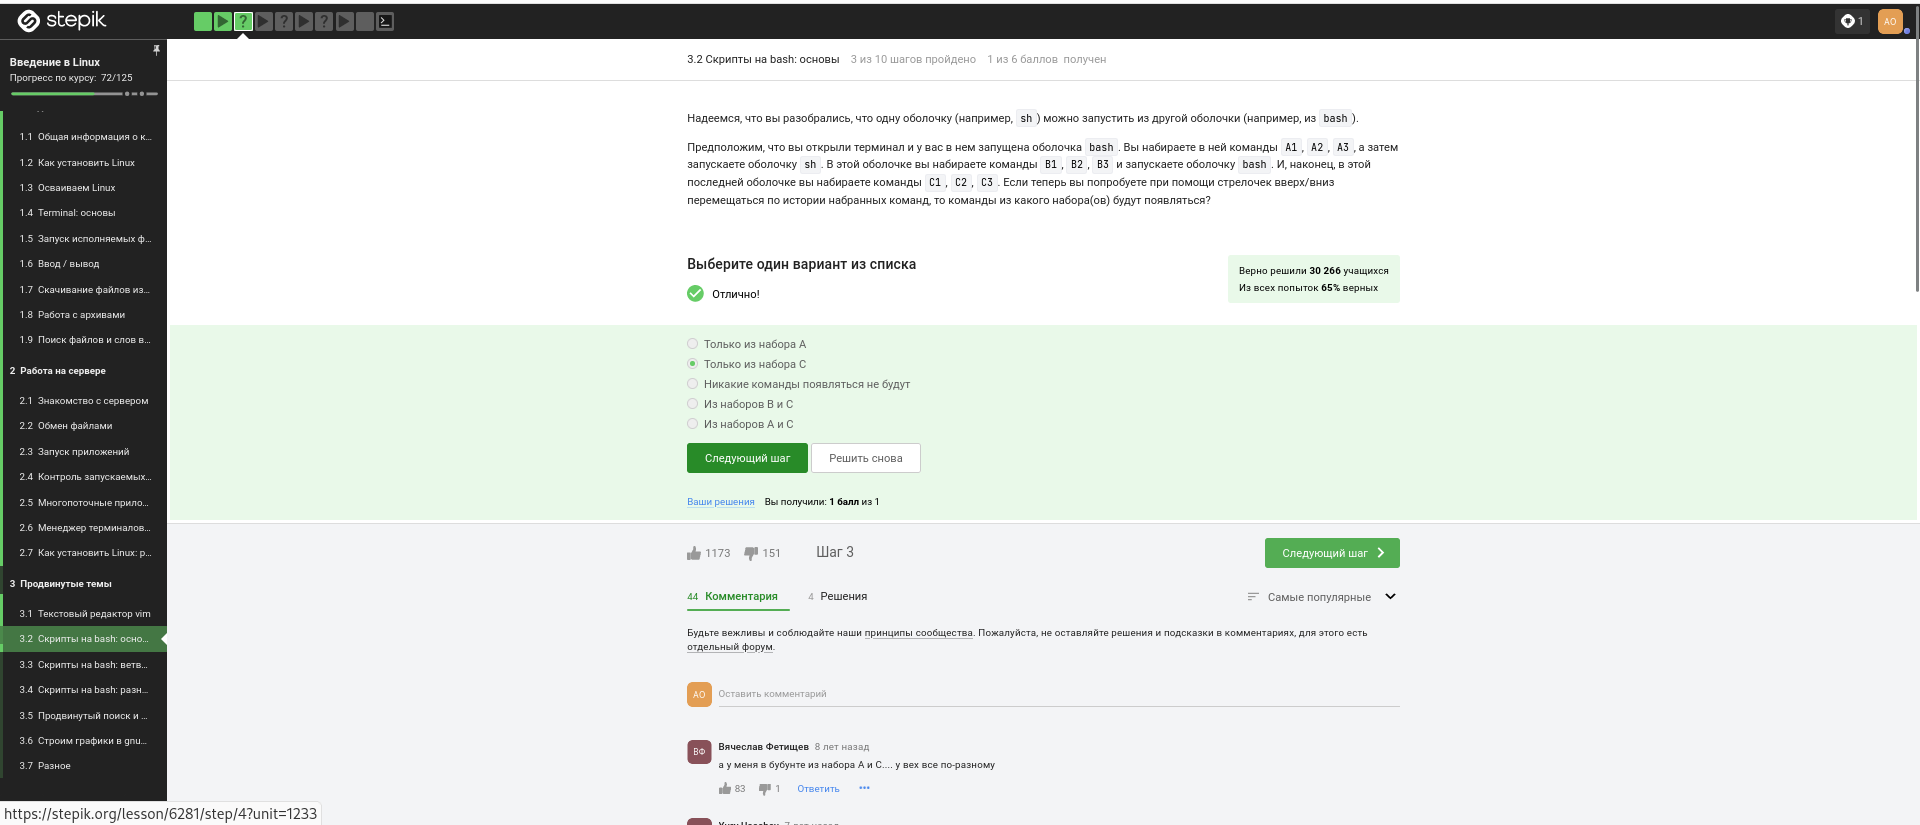 stepik
1
AO
Введение в Linux
Прогресс по курсу: 72/125
1.1 Общая информация о к...
1.2 Как установить Linux
1.3 Осваиваем Linux
1.4 Terminal: основы
1.5 Запуск исполняемых ф...
1.6 Ввод / вывод
1.7 Скачивание файлов из...
1.8 Работа с архивами
1.9 Поиск файлов и слов в...
2 Работа на сервере
2.1 Знакомство с сервером
2.2 Обмен файлами
2.3 Запуск приложений
2.4 Контроль запускаемых...
2.5 Многопоточные прило...
2.6 Менеджер терминалов...
2.7 Как установить Linux: р...
3 Продвинутые темы
3.1 Текстовый редактор vim
3.2 Скрипты на bash: осно...
3.3 Скрипты на bash: ветв...
3.4 Скрипты на bash: разн...
3.5 Продвинутый поиск и ...
3.6 Строим графики в gnu...
3.7 Разное
https://stepik.org/lesson/6281/step/4?unit=1233
3.2 Скрипты на bash: основы 3 из 10 шагов пройдено 1 из 6 баллов получен
Надеемся, что вы разобрались, что одну оболочку (например, sh ) можно запустить из другой оболочки (например, из bash ).
Предположим, что вы открыли терминал и у вас в нем запущена оболочка bash . Вы набираете в ней команды A1 , A2 , A3 , а затем
запускаете оболочку sh . В этой оболочке вы набираете команды B1 , B2 , B3 и запускаете оболочку bash . И, наконец, в этой
последней оболочке вы набираете команды C1 , C2 , C3 . Если теперь вы попробуете при помощи стрелочек вверх/вниз
перемещаться по истории набранных команд, то команды из какого набора(ов) будут появляться?
Выберите один вариант из списка
Верно решили 30 266 учащихся
Из всех попыток 65% верных
Отлично!
Только из набора A
Только из набора C
Никакие команды появляться не будут
Из наборов B и C
Из наборов A и C
Следующий шаг Решить снова
Ваши решения Вы получили: 1 балл из 1
1173 151 Шаг 3 Следующий шаг
44 Комментария 4 Решения Самые популярные
Будьте вежливы и соблюдайте наши принципы сообщества. Пожалуйста, не оставляйте решения и подсказки в комментариях, для этого есть
отдельный форум.
AO Оставить комментарий
ВФ Вячеслав Фетищев 8 лет назад
а у меня в бубунте из набора А и С.... у вех все по-разному
83 1 Ответить ...